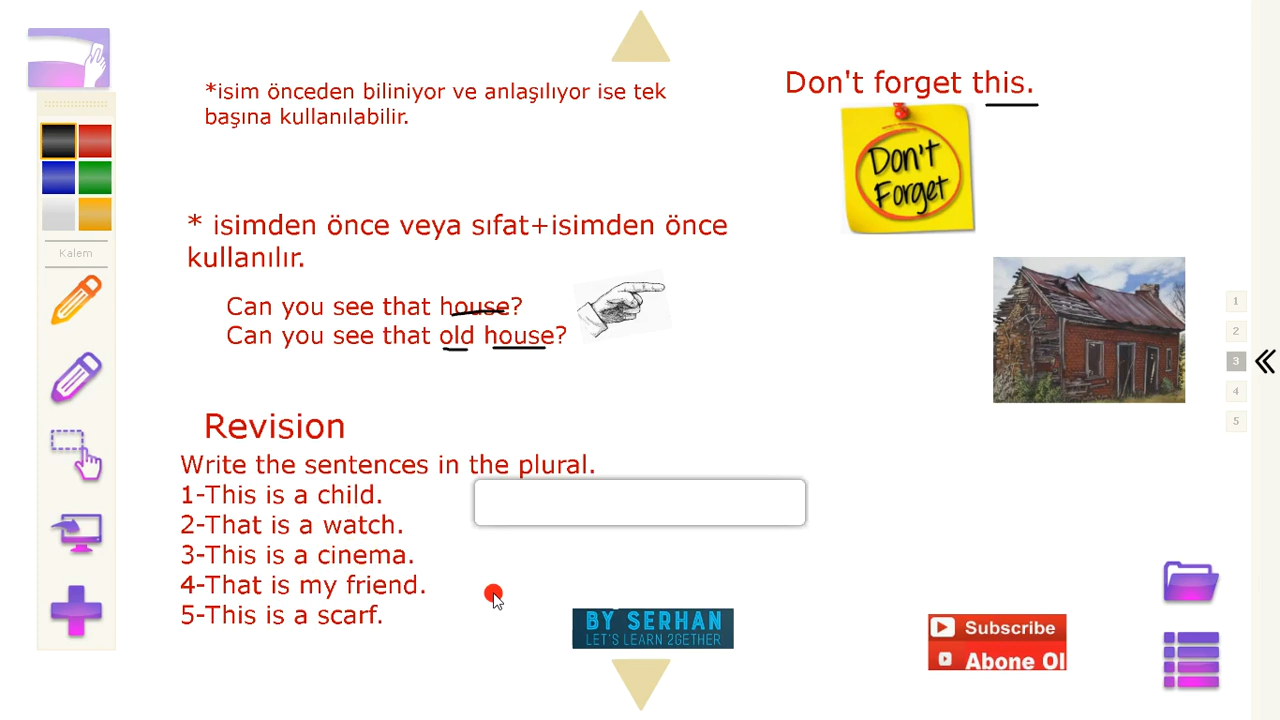 *isim önceden biliniyor ve anlaşılıyor ise tek
başına kullanılabilir.
Don't forget this.
Don't
Forget
* isimden önce veya sıfat+isimden önce
kullanılır.
Can you see that house?
Can you see that old house?
Kalem
1
2
3
4
5
Revision
Write the sentences in the plural.
1-This is a child.
2-That is a watch.
3-This is a cinema.
4-That is my friend.
5-This is a scarf.
BY SERHAN
LET'S LEARN 2GETHER
Subscribe
Abone Ol